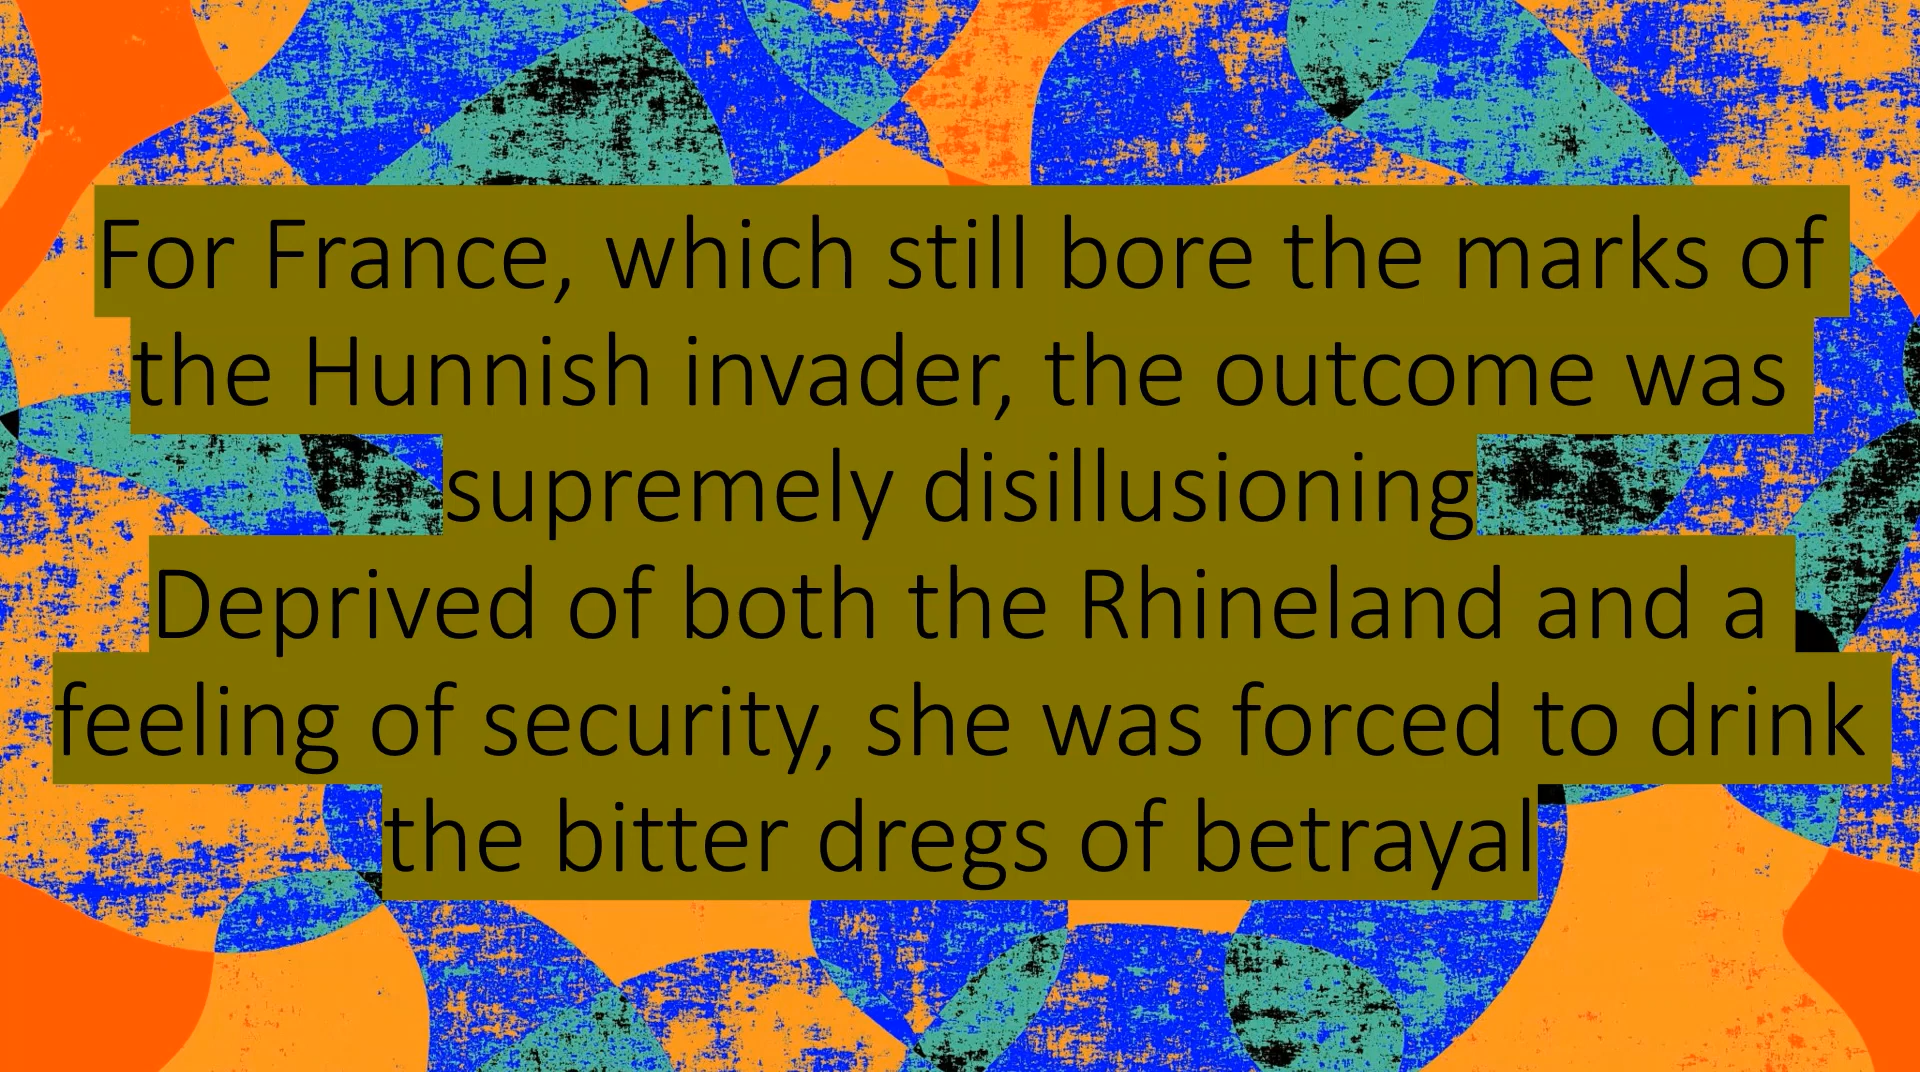 For France, which still bore the marks of
the Hunnish invader, the outcome was
supremely disillusioning
Deprived of both the Rhineland and a
feeling of security, she was forced to drink
the bitter dregs of betrayal